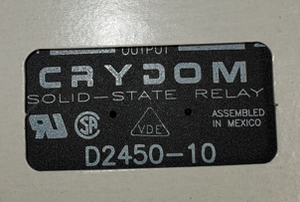 OUTPUT
CRYDOM
SOLID-STATE RELAY
ASSEMBLED
IN MEXICO
VDE
D2450-10